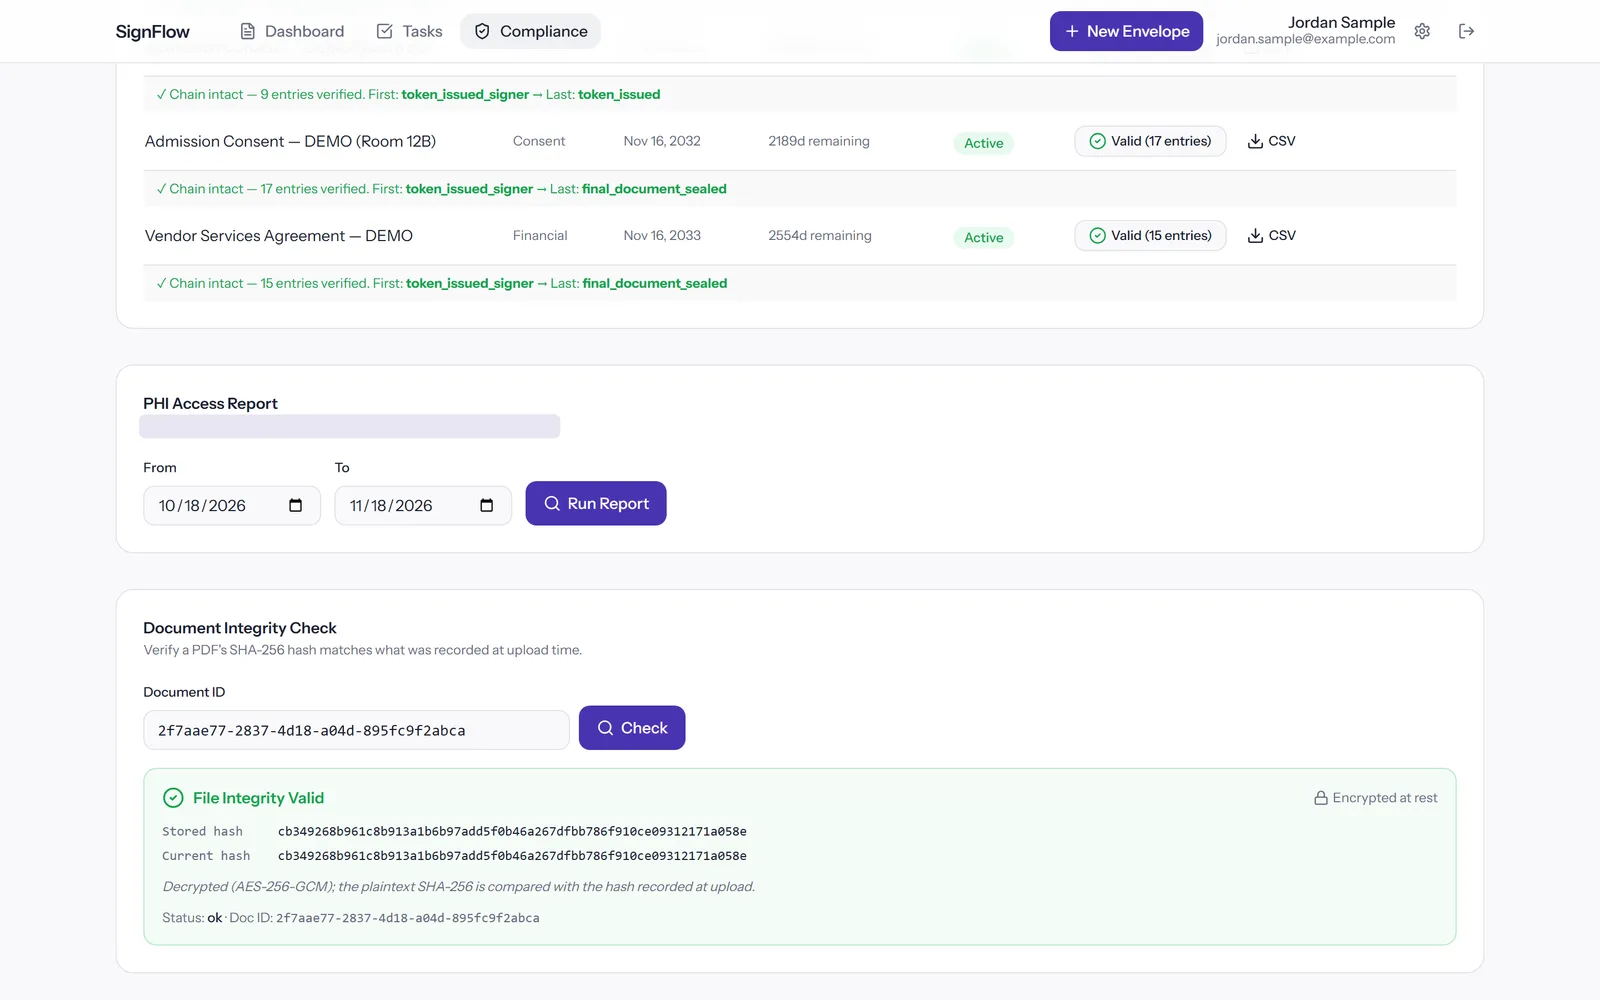 SignFlow Dashboard Tasks Compliance New Envelope Jordan Sample
jordan.sample@example.com
✓ Chain intact — 9 entries verified. First: token_issued_signer → Last: token_issued
Admission Consent — DEMO (Room 12B) Consent Nov 16, 2032 2189d remaining Active Valid (17 entries) CSV
✓ Chain intact — 17 entries verified. First: token_issued_signer → Last: final_document_sealed
Vendor Services Agreement — DEMO Financial Nov 16, 2033 2554d remaining Active Valid (15 entries) CSV
✓ Chain intact — 15 entries verified. First: token_issued_signer → Last: final_document_sealed
PHI Access Report
From To
10/18/2026 11/18/2026 Run Report
Document Integrity Check
Verify a PDF's SHA-256 hash matches what was recorded at upload time.
Document ID
2f7aae77-2837-4d18-a04d-895fc9f2abca Check
File Integrity Valid Encrypted at rest
Stored hash cb349268b961c8b913a1b6b97add5f0b46a267dfbb786f910ce09312171a058e
Current hash cb349268b961c8b913a1b6b97add5f0b46a267dfbb786f910ce09312171a058e
Decrypted (AES-256-GCM); the plaintext SHA-256 is compared with the hash recorded at upload.
Status: ok · Doc ID: 2f7aae77-2837-4d18-a04d-895fc9f2abca